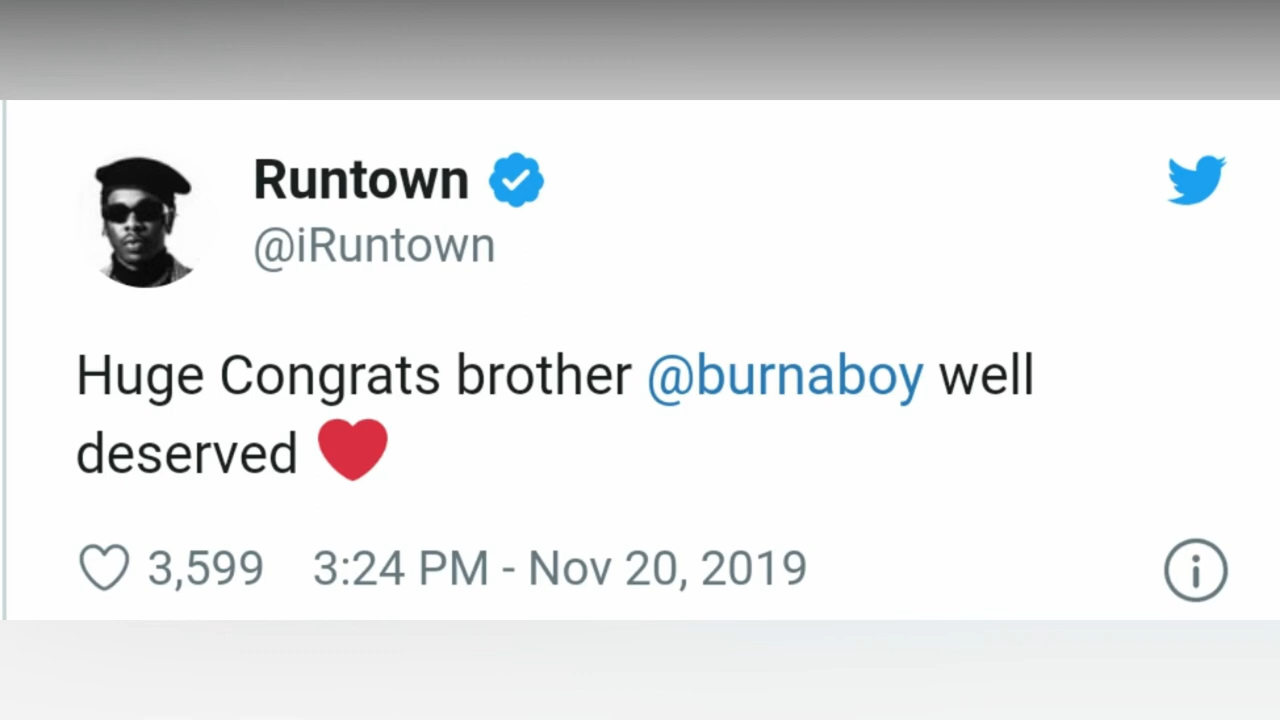 Runtown
@iRuntown
Huge Congrats brother @burnaboy well
deserved ❤
3,599 3:24 PM - Nov 20, 2019